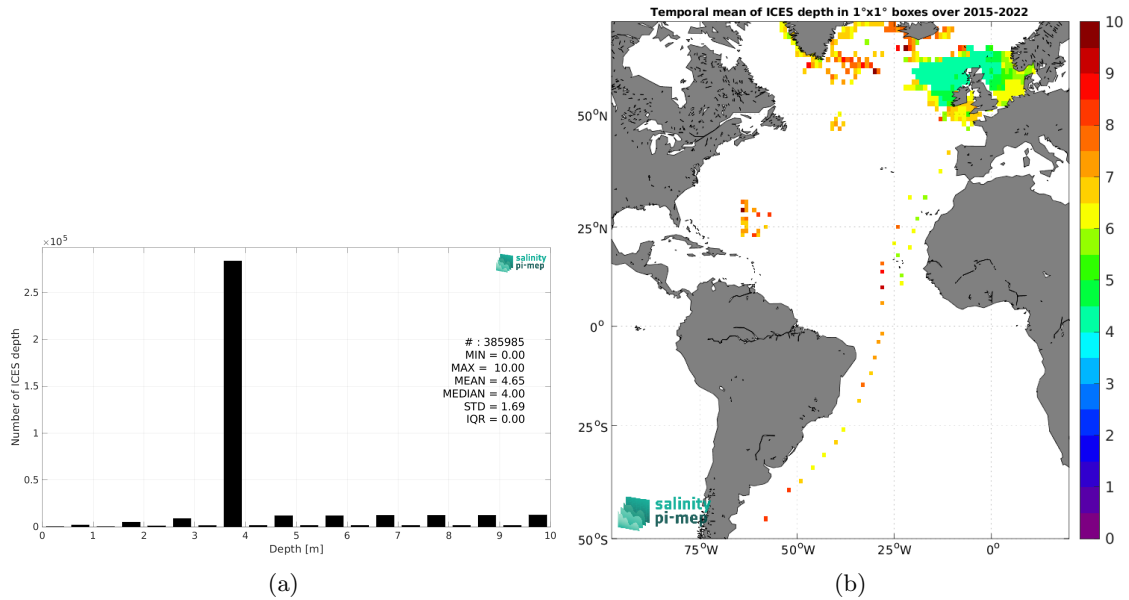 ×10⁵
2.5
2
1.5
1
0.5
0
Number of ICES depth
salinity
pi-mep
# : 385985
MIN = 0.00
MAX = 10.00
MEAN = 4.65
MEDIAN = 4.00
STD = 1.69
IQR = 0.00
0 1 2 3 4 5 6 7 8 9 10
Depth [m]
(a)
Temporal mean of ICES depth in 1°x1° boxes over 2015-2022
50°N
25°N
0°
25°S
50°S
75°W 50°W 25°W 0°
salinity
pi-mep
10
9
8
7
6
5
4
3
2
1
0
(b)